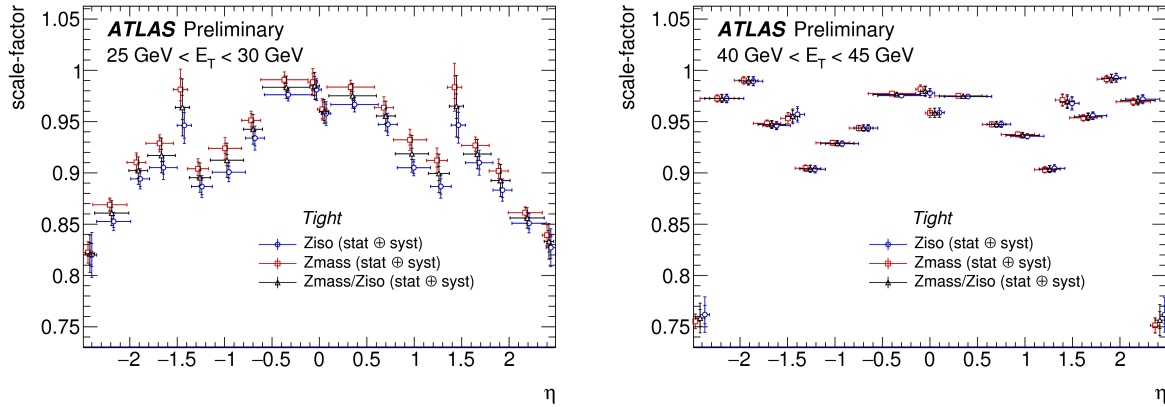 scale-factor
ATLAS Preliminary
25 GeV < E_T < 30 GeV
1.05
1
0.95
0.9
0.85
0.8
0.75
Tight
Ziso (stat ⊕ syst)
Zmass (stat ⊕ syst)
Zmass/Ziso (stat ⊕ syst)
−2 −1.5 −1 −0.5 0 0.5 1 1.5 2
η
scale-factor
ATLAS Preliminary
40 GeV < E_T < 45 GeV
1.05
1
0.95
0.9
0.85
0.8
0.75
Tight
Ziso (stat ⊕ syst)
Zmass (stat ⊕ syst)
Zmass/Ziso (stat ⊕ syst)
−2 −1.5 −1 −0.5 0 0.5 1 1.5 2
η